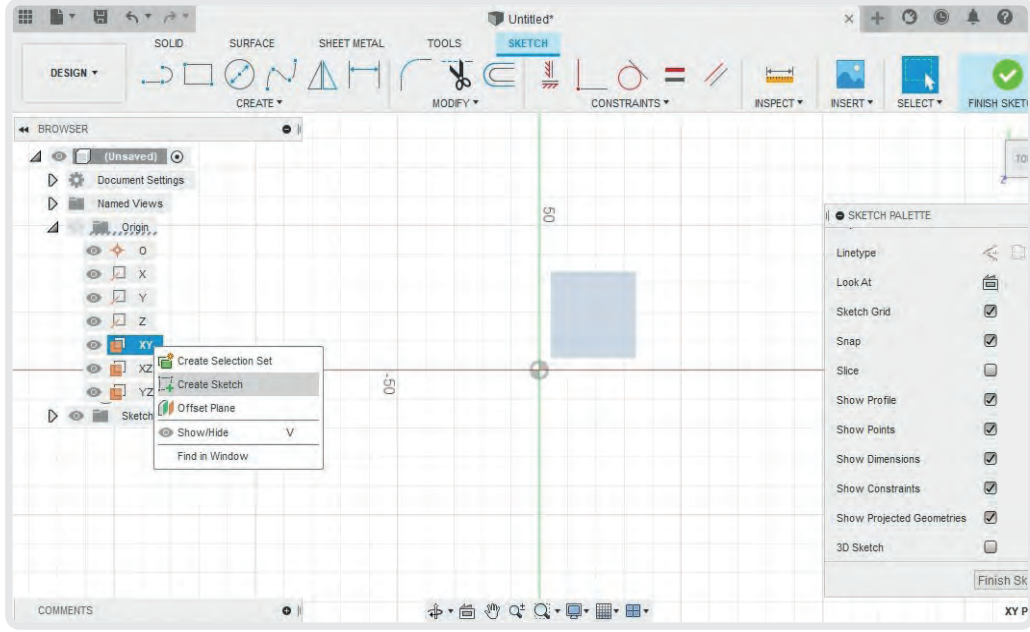 Untitled*
SOLID SURFACE SHEET METAL TOOLS SKETCH
DESIGN
CREATE MODIFY CONSTRAINTS INSPECT INSERT SELECT FINISH SKET
BROWSER
(Unsaved)
Document Settings
Named Views
Origin
O
X
Y
Z
XY
XZ
YZ
Sketch
Create Selection Set
Create Sketch
Offset Plane
Show/Hide V
Find in Window
50
-50
TO
Z
SKETCH PALETTE
Linetype
Look At
Sketch Grid
Snap
Slice
Show Profile
Show Points
Show Dimensions
Show Constraints
Show Projected Geometries
3D Sketch
Finish Sk
COMMENTS
XY P